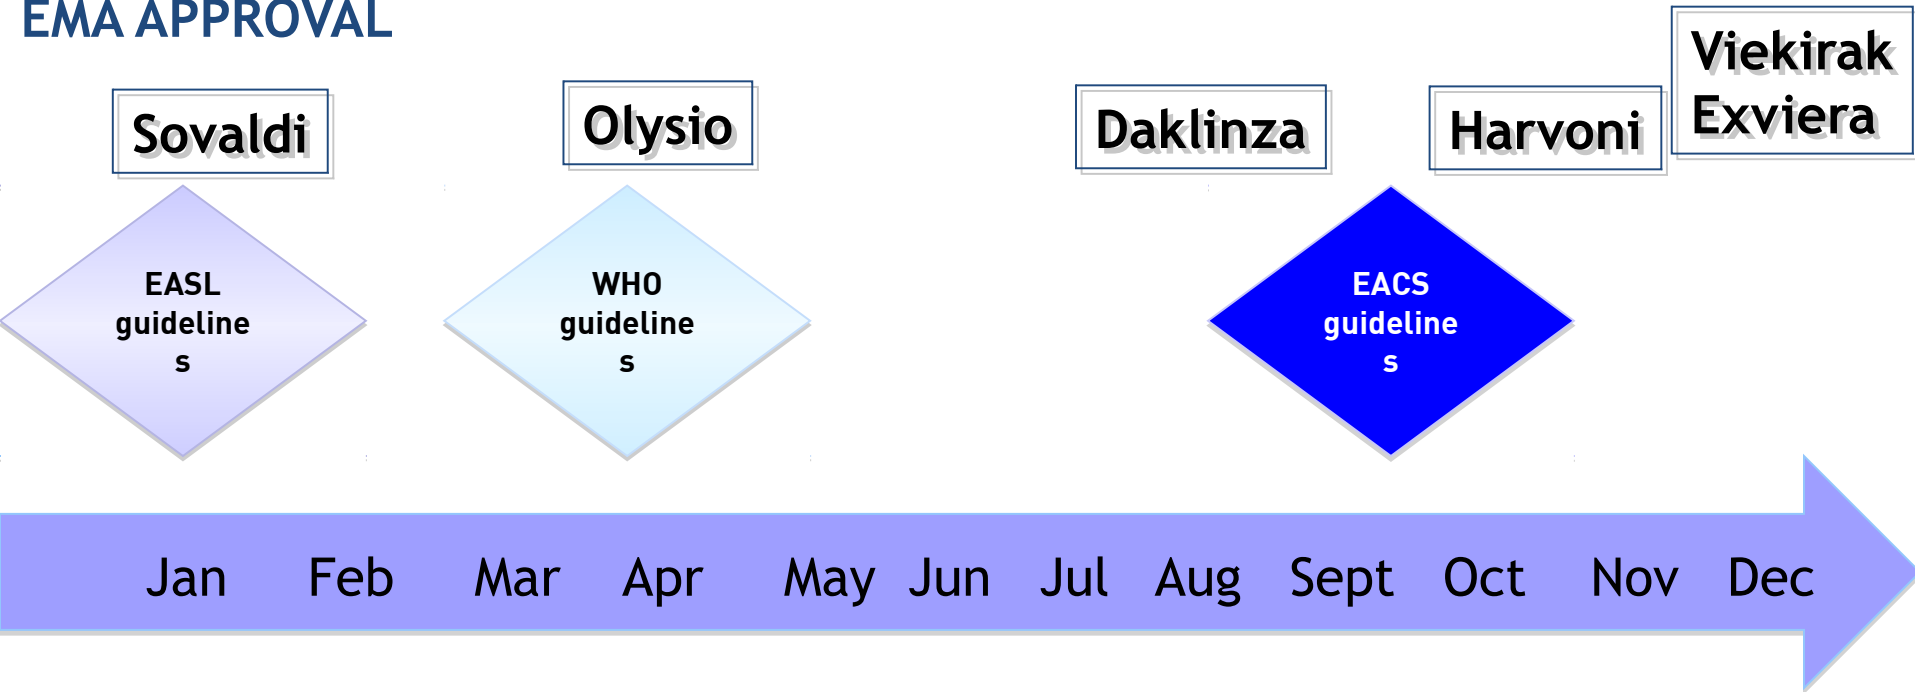 EMA APPROVAL
Viekirak
Exviera
Sovaldi
Olysio
Daklinza
Harvoni
EASL
guideline
s
WHO
guideline
s
EACS
guideline
s
Jan Feb Mar Apr May Jun Jul Aug Sept Oct Nov Dec